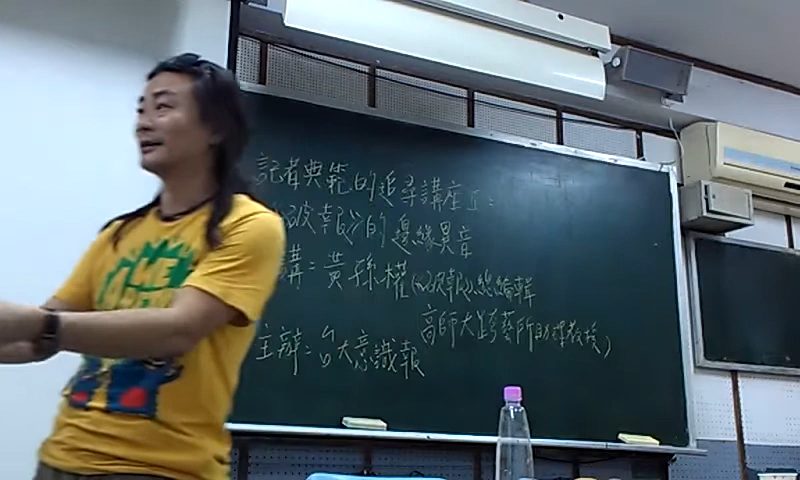 記者典範的追尋講座II:
破報》的邊緣異音
講:黃孫權(《破報》總編輯
高師大跨藝所助理教授)
主辦:台大意識報